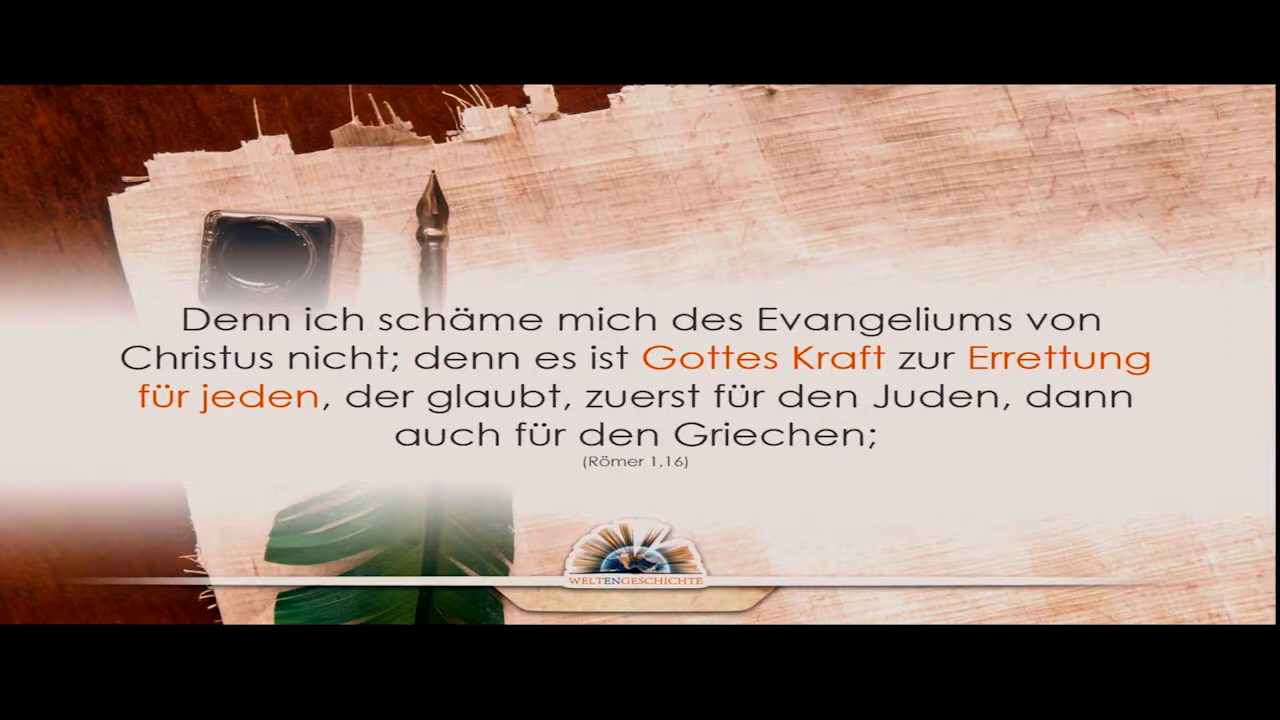 Denn ich schäme mich des Evangeliums von
Christus nicht; denn es ist Gottes Kraft zur Errettung
für jeden, der glaubt, zuerst für den Juden, dann
auch für den Griechen;
(Römer 1,16)
WELTENGESCHICHTE